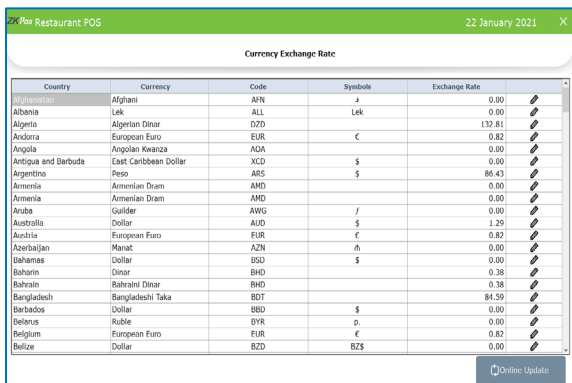 ZKPos Restaurant POS 22 January 2021 X
Currency Exchange Rate
Country Currency Code Symbols Exchange Rate
Afghanistan Afghani AFN ؋ 0.00
Albania Lek ALL Lek 0.00
Algeria Algerian Dinar DZD 132.81
Andorra European Euro EUR € 0.82
Angola Angolan Kwanza AOA 0.00
Antigua and Barbuda East Caribbean Dollar XCD $ 0.00
Argentina Peso ARS $ 86.43
Armenia Armenian Dram AMD 0.00
Armenia Armenian Dram AMD 0.00
Aruba Guilder AWG ƒ 0.00
Australia Dollar AUD $ 1.29
Austria European Euro EUR € 0.82
Azerbaijan Manat AZN ₼ 0.00
Bahamas Dollar BSD $ 0.00
Baharin Dinar BHD 0.38
Bahrain Bahraini Dinar BHD 0.38
Bangladesh Bangladeshi Taka BDT 84.59
Barbados Dollar BBD $ 0.00
Belarus Ruble BYR p. 0.00
Belgium European Euro EUR € 0.82
Belize Dollar BZD BZ$ 0.00
Online Update